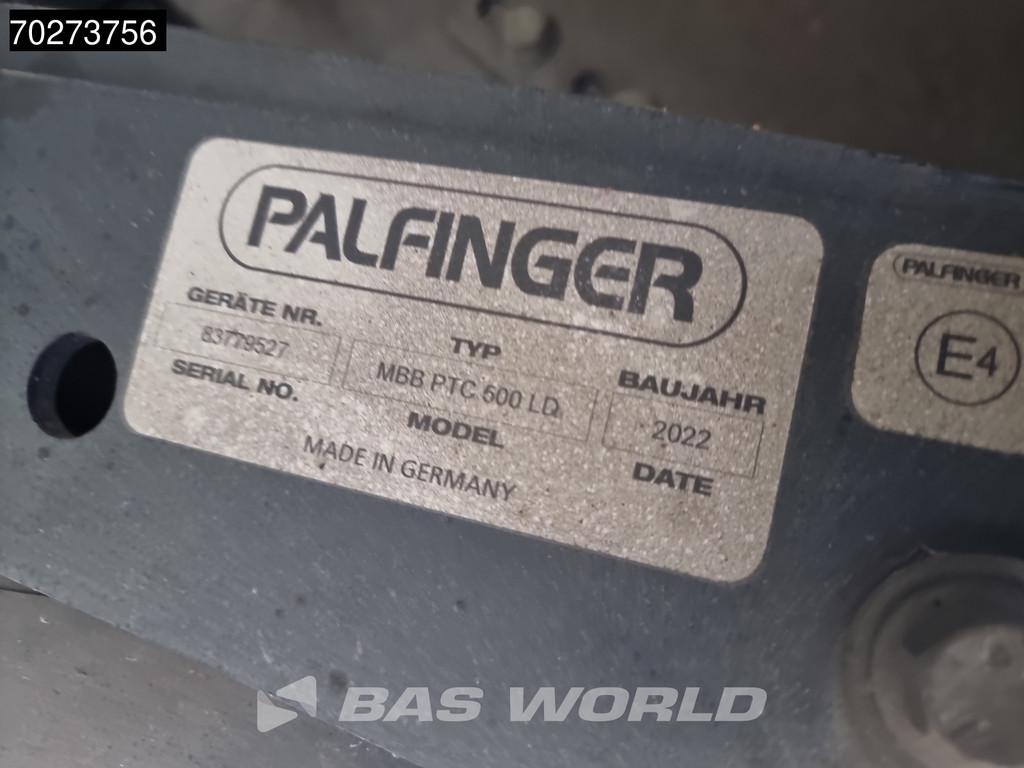 70273756
PALFINGER
GERÄTE NR. TYP BAUJAHR
83779527 MBB PTC 500 LD 2022
SERIAL NO. MODEL DATE
MADE IN GERMANY
PALFINGER
E4
BAS WORLD